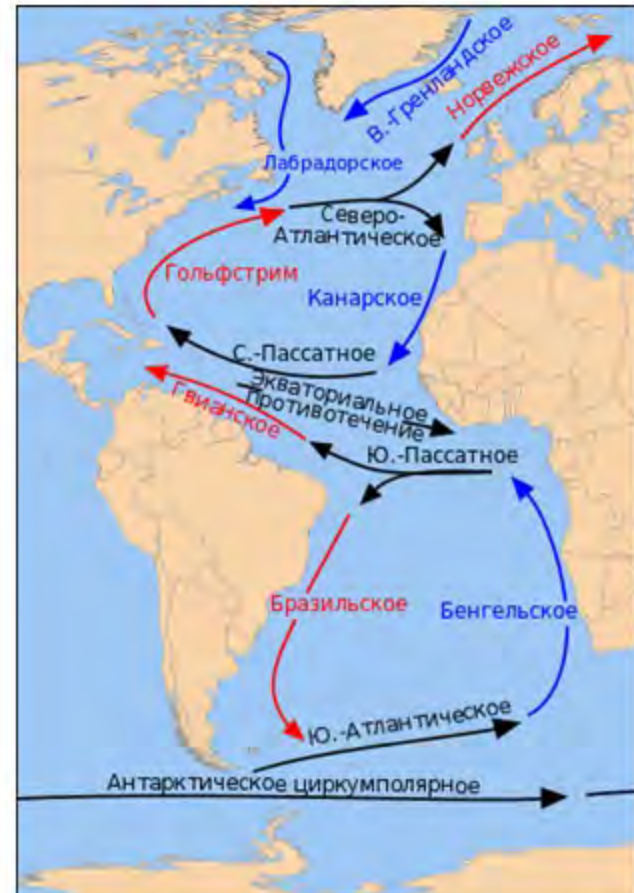 В.-Гренландское
Норвежское
Лабрадорское
Северо-
Атлантическое
Гольфстрим
Канарское
С.-Пассатное
Экваториальное
Противотечение
Гвианское
Ю.-Пассатное
Бразильское
Бенгельское
Ю.-Атлантическое
Антарктическое циркумполярное